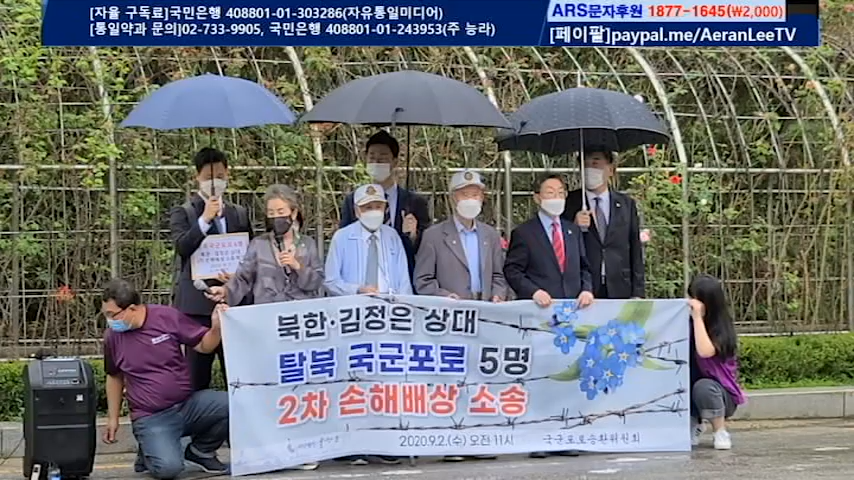 [자율 구독료]국민은행 408801-01-303286(자유통일미디어)
[통일약과 문의]02-733-9905, 국민은행 408801-01-243953(주 능라)
ARS문자후원 1877-1645(₩2,000)
[페이팔]paypal.me/AeranLeeTV
북한·김정은 상대
탈북 국군포로 5명
2차 손해배상 소송
2020.9.2.(수) 오전 11시
국군포로송환위원회